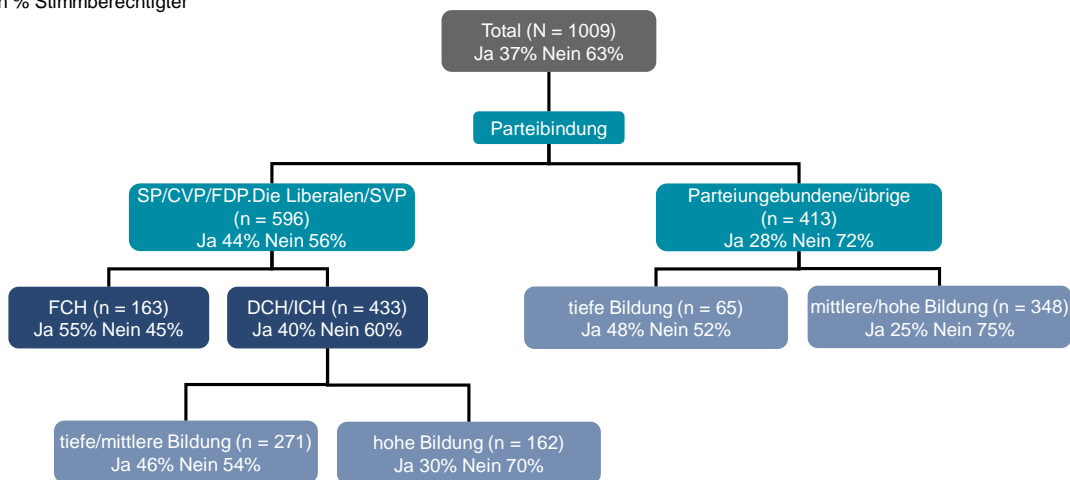 % Stimmberechtigter
Total (N = 1009)
Ja 37% Nein 63%
Parteibindung
SP/CVP/FDP.Die Liberalen/SVP
(n = 596)
Ja 44% Nein 56%
Parteiungebundene/übrige
(n = 413)
Ja 28% Nein 72%
FCH (n = 163)
Ja 55% Nein 45%
DCH/ICH (n = 433)
Ja 40% Nein 60%
tiefe Bildung (n = 65)
Ja 48% Nein 52%
mittlere/hohe Bildung (n = 348)
Ja 25% Nein 75%
tiefe/mittlere Bildung (n = 271)
Ja 46% Nein 54%
hohe Bildung (n = 162)
Ja 30% Nein 70%